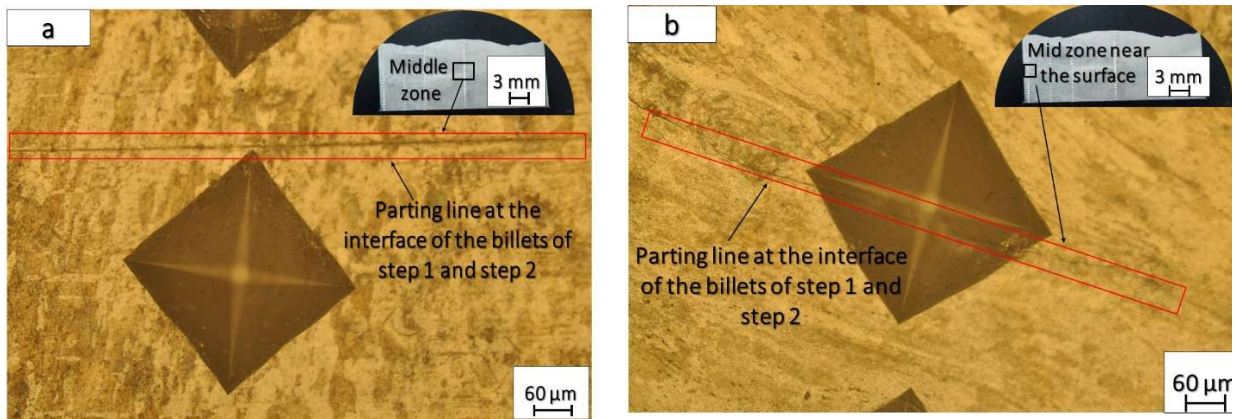 a
Middle
zone
3 mm
Parting line at the
interface of the billets of
step 1 and step 2
60 µm
b
Mid zone near
the surface
3 mm
Parting line at the interface
of the billets of step 1 and
step 2
60 µm